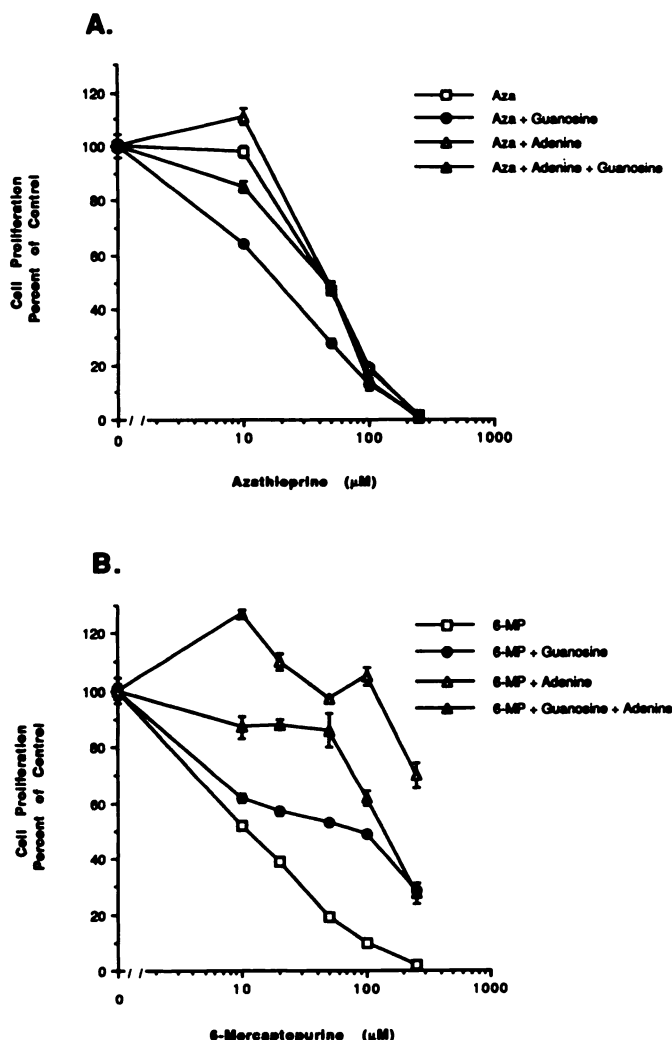 A.
120
100
80
60
40
20
0
0
10
100
1000
Cell Proliferation
Percent of Control
Azathioprine (μM)
Aza
Aza + Guanosine
Aza + Adenine
Aza + Adenine + Guanosine
B.
120
100
80
60
40
20
0
0
10
100
1000
Cell Proliferation
Percent of Control
6-Mercaptopurine (μM)
6-MP
6-MP + Guanosine
6-MP + Adenine
6-MP + Guanosine + Adenine